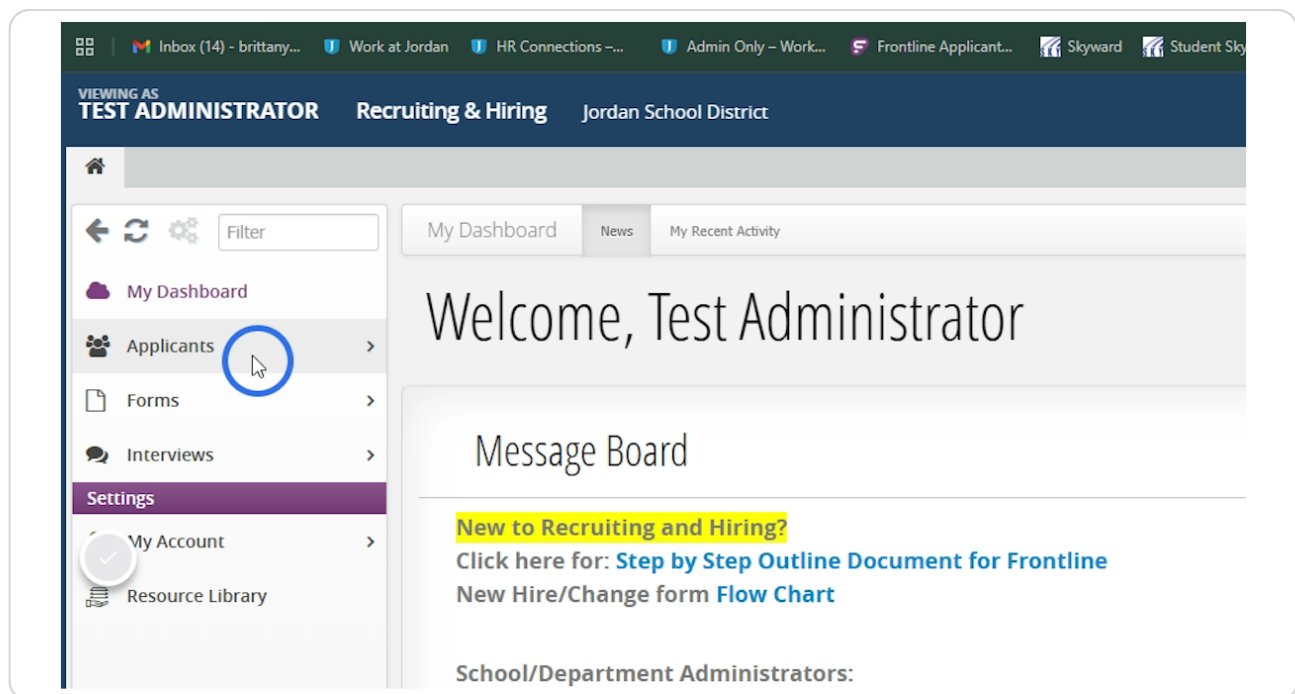 Inbox (14) - brittany... Work at Jordan HR Connections –... Admin Only – Work... Frontline Applicant... Skyward Student Sky
VIEWING AS
TEST ADMINISTRATOR Recruiting & Hiring Jordan School District
Filter
My Dashboard
Applicants
Forms
Interviews
Settings
My Account
Resource Library
My Dashboard News My Recent Activity
Welcome, Test Administrator
Message Board
New to Recruiting and Hiring?
Click here for: Step by Step Outline Document for Frontline
New Hire/Change form Flow Chart
School/Department Administrators: